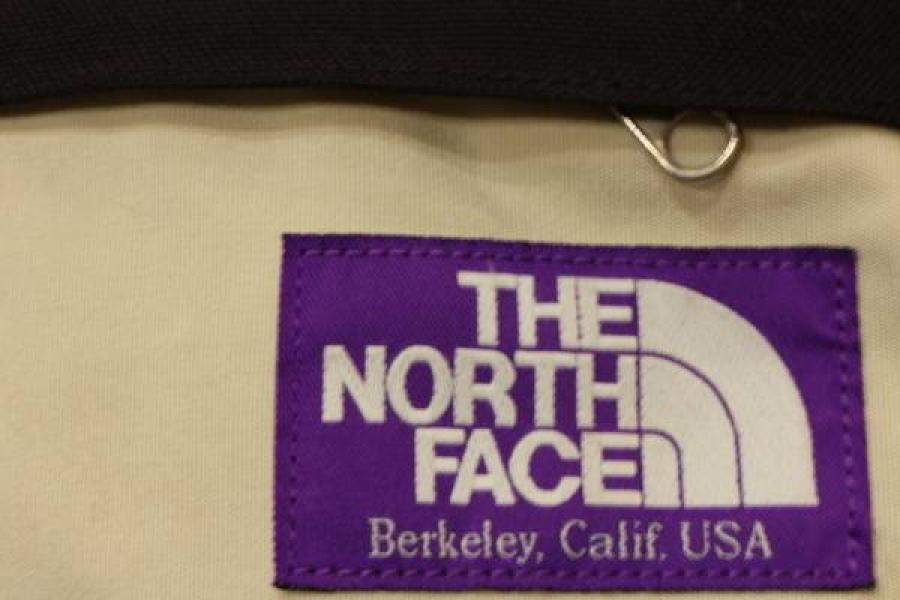 THE
NORTH
FACE
Berkeley, Calif. USA